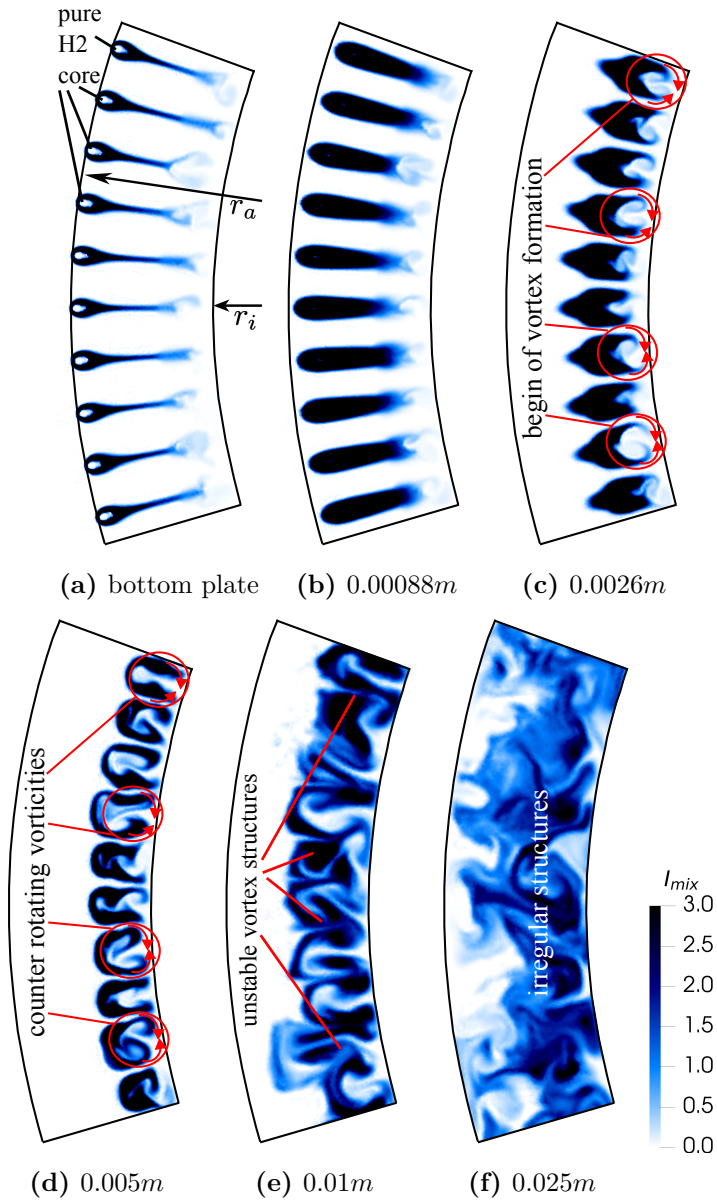 pure
H2
core
r_a
r_i
begin of vortex formation
(a) bottom plate
(b) 0.00088m
(c) 0.0026m
counter rotating vorticities
unstable vortex structures
irregular structures
I_mix
3.0
2.5
2.0
1.5
1.0
0.5
0.0
(d) 0.005m
(e) 0.01m
(f) 0.025m